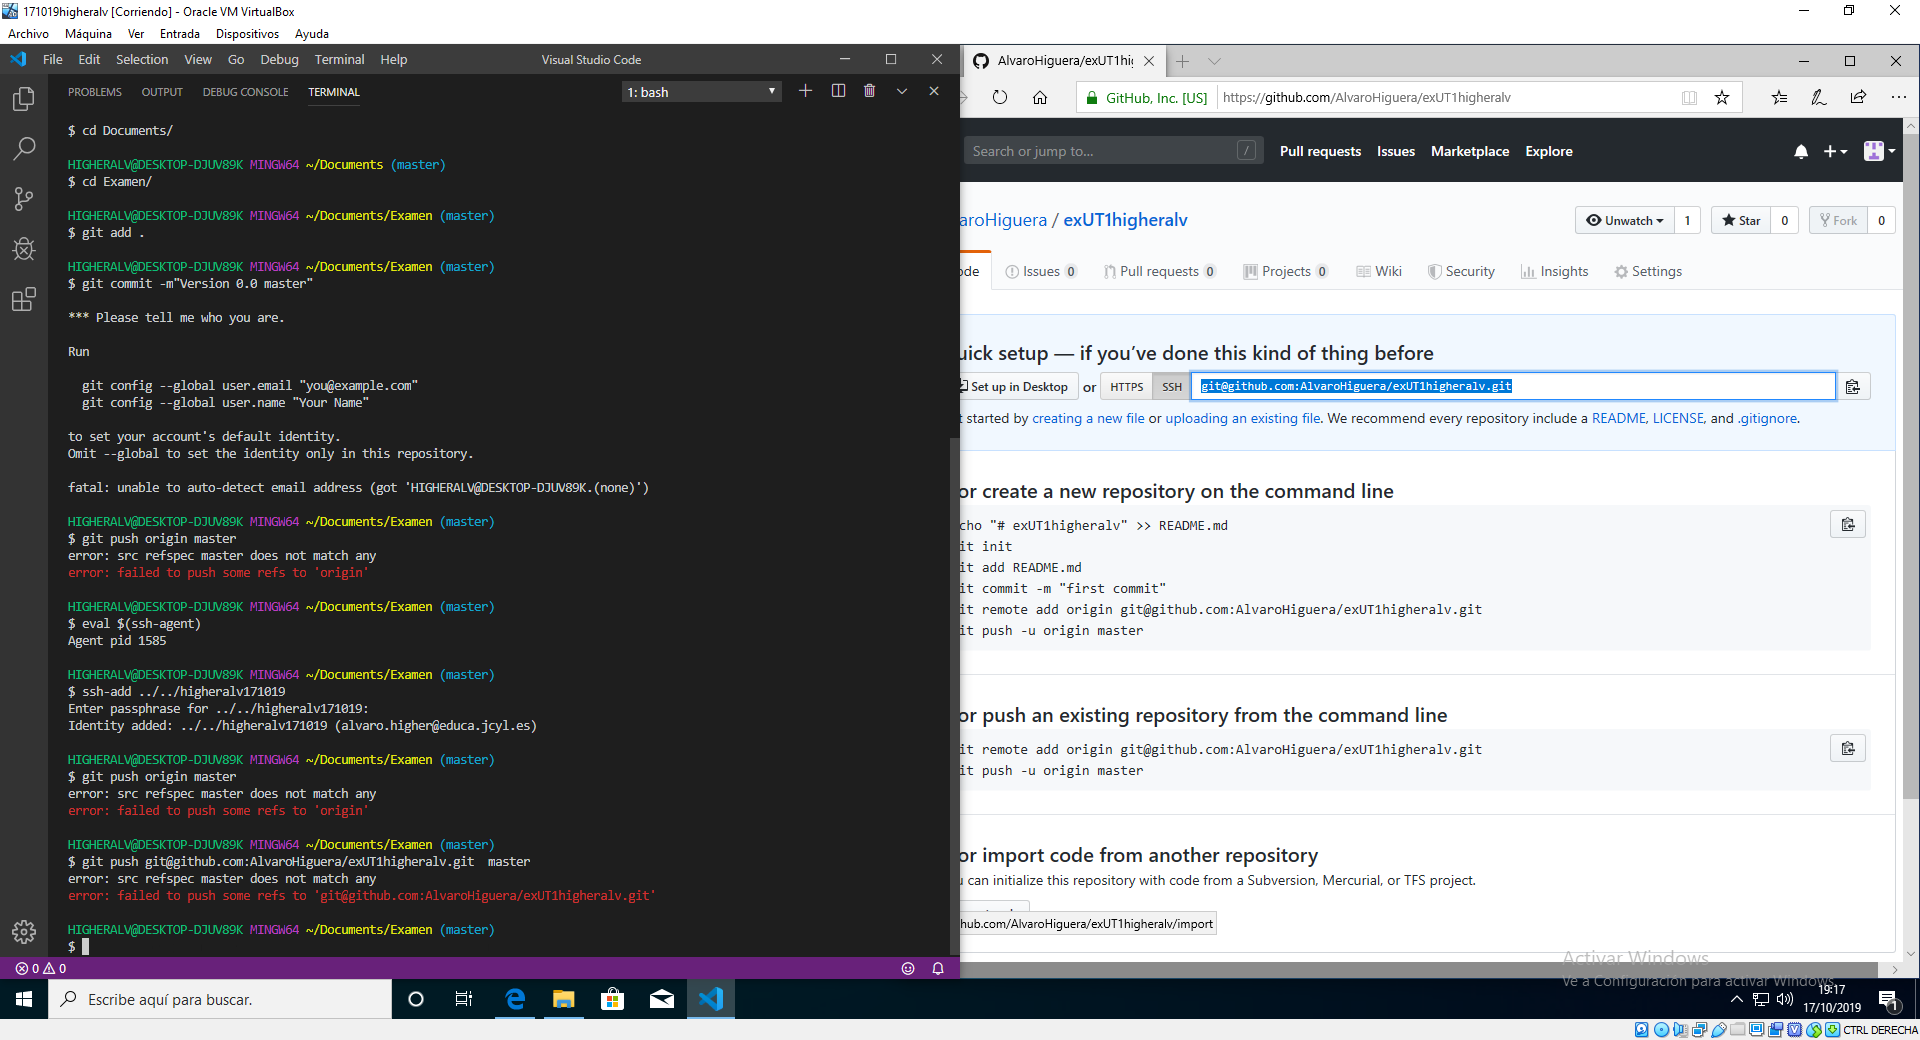 171019higheralv [Corriendo] - Oracle VM VirtualBox
Archivo Máquina Ver Entrada Dispositivos Ayuda
File Edit Selection View Go Debug Terminal Help Visual Studio Code
PROBLEMS OUTPUT DEBUG CONSOLE TERMINAL 1: bash
$ cd Documents/
HIGHERALV@DESKTOP-DJUV89K MINGW64 ~/Documents (master)
$ cd Examen/
HIGHERALV@DESKTOP-DJUV89K MINGW64 ~/Documents/Examen (master)
$ git add .
HIGHERALV@DESKTOP-DJUV89K MINGW64 ~/Documents/Examen (master)
$ git commit -m"Version 0.0 master"
*** Please tell me who you are.
Run
git config --global user.email "you@example.com"
git config --global user.name "Your Name"
to set your account's default identity.
Omit --global to set the identity only in this repository.
fatal: unable to auto-detect email address (got 'HIGHERALV@DESKTOP-DJUV89K.(none)')
HIGHERALV@DESKTOP-DJUV89K MINGW64 ~/Documents/Examen (master)
$ git push origin master
error: src refspec master does not match any
error: failed to push some refs to 'origin'
HIGHERALV@DESKTOP-DJUV89K MINGW64 ~/Documents/Examen (master)
$ eval $(ssh-agent)
Agent pid 1585
HIGHERALV@DESKTOP-DJUV89K MINGW64 ~/Documents/Examen (master)
$ ssh-add ../../higheralv171019
Enter passphrase for ../../higheralv171019:
Identity added: ../../higheralv171019 (alvaro.higher@educa.jcyl.es)
HIGHERALV@DESKTOP-DJUV89K MINGW64 ~/Documents/Examen (master)
$ git push origin master
error: src refspec master does not match any
error: failed to push some refs to 'origin'
HIGHERALV@DESKTOP-DJUV89K MINGW64 ~/Documents/Examen (master)
$ git push git@github.com:AlvaroHiguera/exUT1higheralv.git  master
error: src refspec master does not match any
error: failed to push some refs to 'git@github.com:AlvaroHiguera/exUT1higheralv.git'
HIGHERALV@DESKTOP-DJUV89K MINGW64 ~/Documents/Examen (master)
$
0 0
AlvaroHiguera/exUT1hi
GitHub, Inc. [US] https://github.com/AlvaroHiguera/exUT1higheralv
Search or jump to... / Pull requests Issues Marketplace Explore
varoHiguera / exUT1higheralv Unwatch 1 Star 0 Fork 0
ode Issues 0 Pull requests 0 Projects 0 Wiki Security Insights Settings
uick setup — if you've done this kind of thing before
Set up in Desktop or HTTPS SSH git@github.com:AlvaroHiguera/exUT1higheralv.git
t started by creating a new file or uploading an existing file. We recommend every repository include a README, LICENSE, and .gitignore.
or create a new repository on the command line
cho "# exUT1higheralv" >> README.md
it init
it add README.md
it commit -m "first commit"
it remote add origin git@github.com:AlvaroHiguera/exUT1higheralv.git
it push -u origin master
or push an existing repository from the command line
it remote add origin git@github.com:AlvaroHiguera/exUT1higheralv.git
it push -u origin master
or import code from another repository
u can initialize this repository with code from a Subversion, Mercurial, or TFS project.
hub.com/AlvaroHiguera/exUT1higheralv/import
Activar Windows
Ve a Configuración para activar Windows.
Escribe aquí para buscar.
19:17
17/10/2019
1
CTRL DERECHA